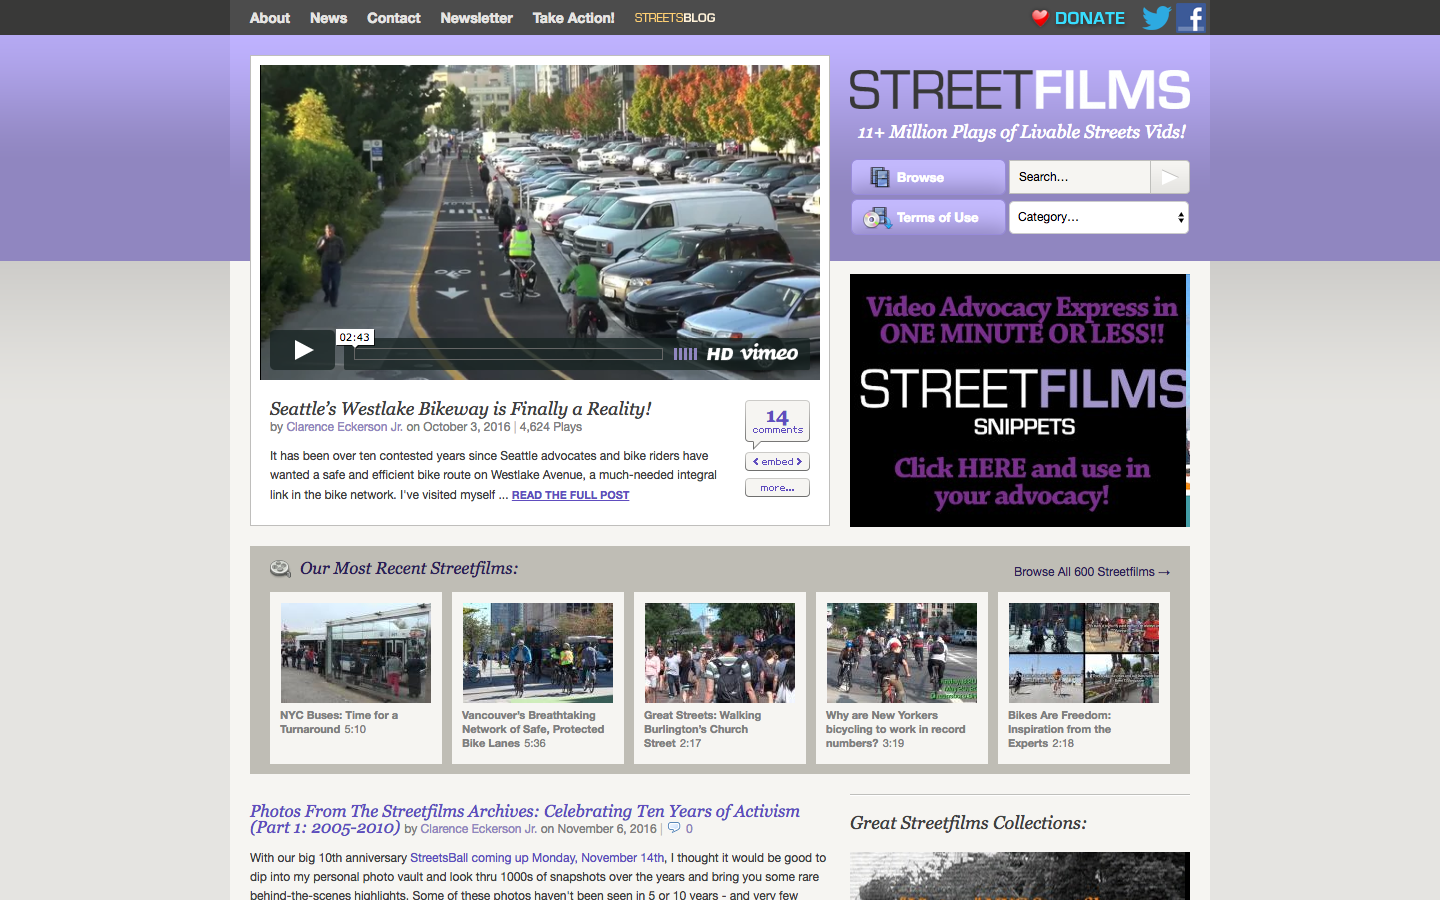 About News Contact Newsletter Take Action! STREETSBLOG DONATE
STREETFILMS
11+ Million Plays of Livable Streets Vids!
Browse
Search...
Terms of Use
Category...
02:43
HD vimeo
Seattle's Westlake Bikeway is Finally a Reality!
by Clarence Eckerson Jr. on October 3, 2016 | 4,624 Plays
It has been over ten contested years since Seattle advocates and bike riders have
wanted a safe and efficient bike route on Westlake Avenue, a much-needed integral
link in the bike network. I've visited myself ... READ THE FULL POST
14
comments
embed
more...
Video Advocacy Express in
ONE MINUTE OR LESS!!
STREETFILMS
SNIPPETS
Click HERE and use in
your advocacy!
Our Most Recent Streetfilms:
Browse All 600 Streetfilms →
NYC Buses: Time for a
Turnaround 5:10
Vancouver's Breathtaking
Network of Safe, Protected
Bike Lanes 5:36
Great Streets: Walking
Burlington's Church
Street 2:17
Why are New Yorkers
bicycling to work in record
numbers? 3:19
Bikes Are Freedom:
Inspiration from the
Experts 2:18
Photos From The Streetfilms Archives: Celebrating Ten Years of Activism
(Part 1: 2005-2010) by Clarence Eckerson Jr. on November 6, 2016 | 0
With our big 10th anniversary StreetsBall coming up Monday, November 14th, I thought it would be good to
dip into my personal photo vault and look thru 1000s of snapshots over the years and bring you some rare
behind-the-scenes highlights. Some of these photos haven't been seen in 5 or 10 years - and very few
Great Streetfilms Collections: